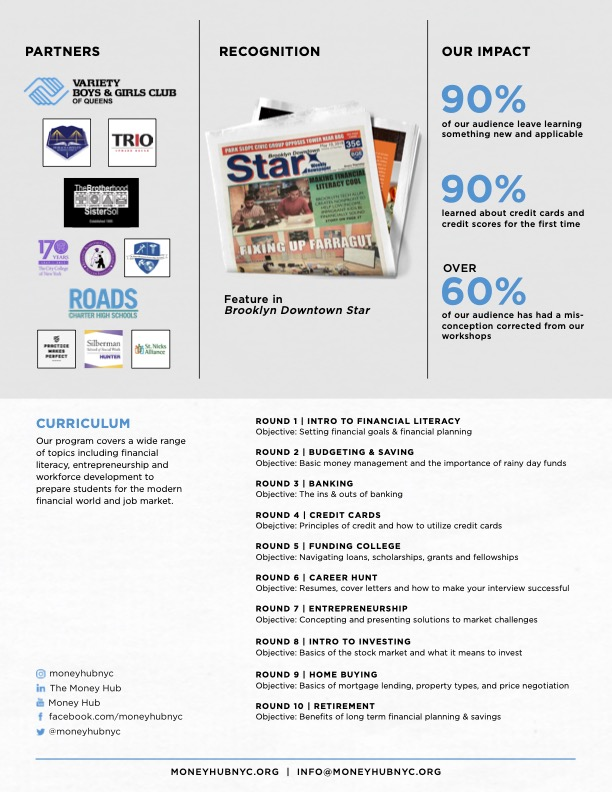 PARTNERS
VARIETY
BOYS & GIRLS CLUB
OF QUEENS
TRIO
UPWARD BOUND
TheBrotherhood
SisterSol
Established 1995
170
YEARS
The City College
of New York
ROADS
CHARTER HIGH SCHOOLS
PRACTICE
MAKES
PERFECT
Silberman
School of Social Work
HUNTER
St. Nicks
Alliance
RECOGNITION
PARK SLOPE CIVIC GROUP OPPOSES TOWER NEAR BBG
35¢
Brooklyn Downtown
Star
Weekly
Newspaper
MAKING FINANCIAL
LITERACY COOL
FIXING UP FARRAGUT
Feature in
Brooklyn Downtown Star
OUR IMPACT
90%
of our audience leave learning
something new and applicable
90%
learned about credit cards and
credit scores for the first time
OVER
60%
of our audience has had a mis-
conception corrected from our
workshops
CURRICULUM
Our program covers a wide range
of topics including financial
literacy, entrepreneurship and
workforce development to
prepare students for the modern
financial world and job market.
ROUND 1 | INTRO TO FINANCIAL LITERACY
Objective: Setting financial goals & financial planning
ROUND 2 | BUDGETING & SAVING
Objective: Basic money management and the importance of rainy day funds
ROUND 3 | BANKING
Objective: The ins & outs of banking
ROUND 4 | CREDIT CARDS
Obejective: Principles of credit and how to utilize credit cards
ROUND 5 | FUNDING COLLEGE
Objective: Navigating loans, scholarships, grants and fellowships
ROUND 6 | CAREER HUNT
Objective: Resumes, cover letters and how to make your interview successful
ROUND 7 | ENTREPRENEURSHIP
Objective: Concepting and presenting solutions to market challenges
ROUND 8 | INTRO TO INVESTING
Objective: Basics of the stock market and what it means to invest
ROUND 9 | HOME BUYING
Objective: Basics of mortgage lending, property types, and price negotiation
ROUND 10 | RETIREMENT
Objective: Benefits of long term financial planning & savings
moneyhubnyc
The Money Hub
Money Hub
facebook.com/moneyhubnyc
@moneyhubnyc
MONEYHUBNYC.ORG | INFO@MONEYHUBNYC.ORG